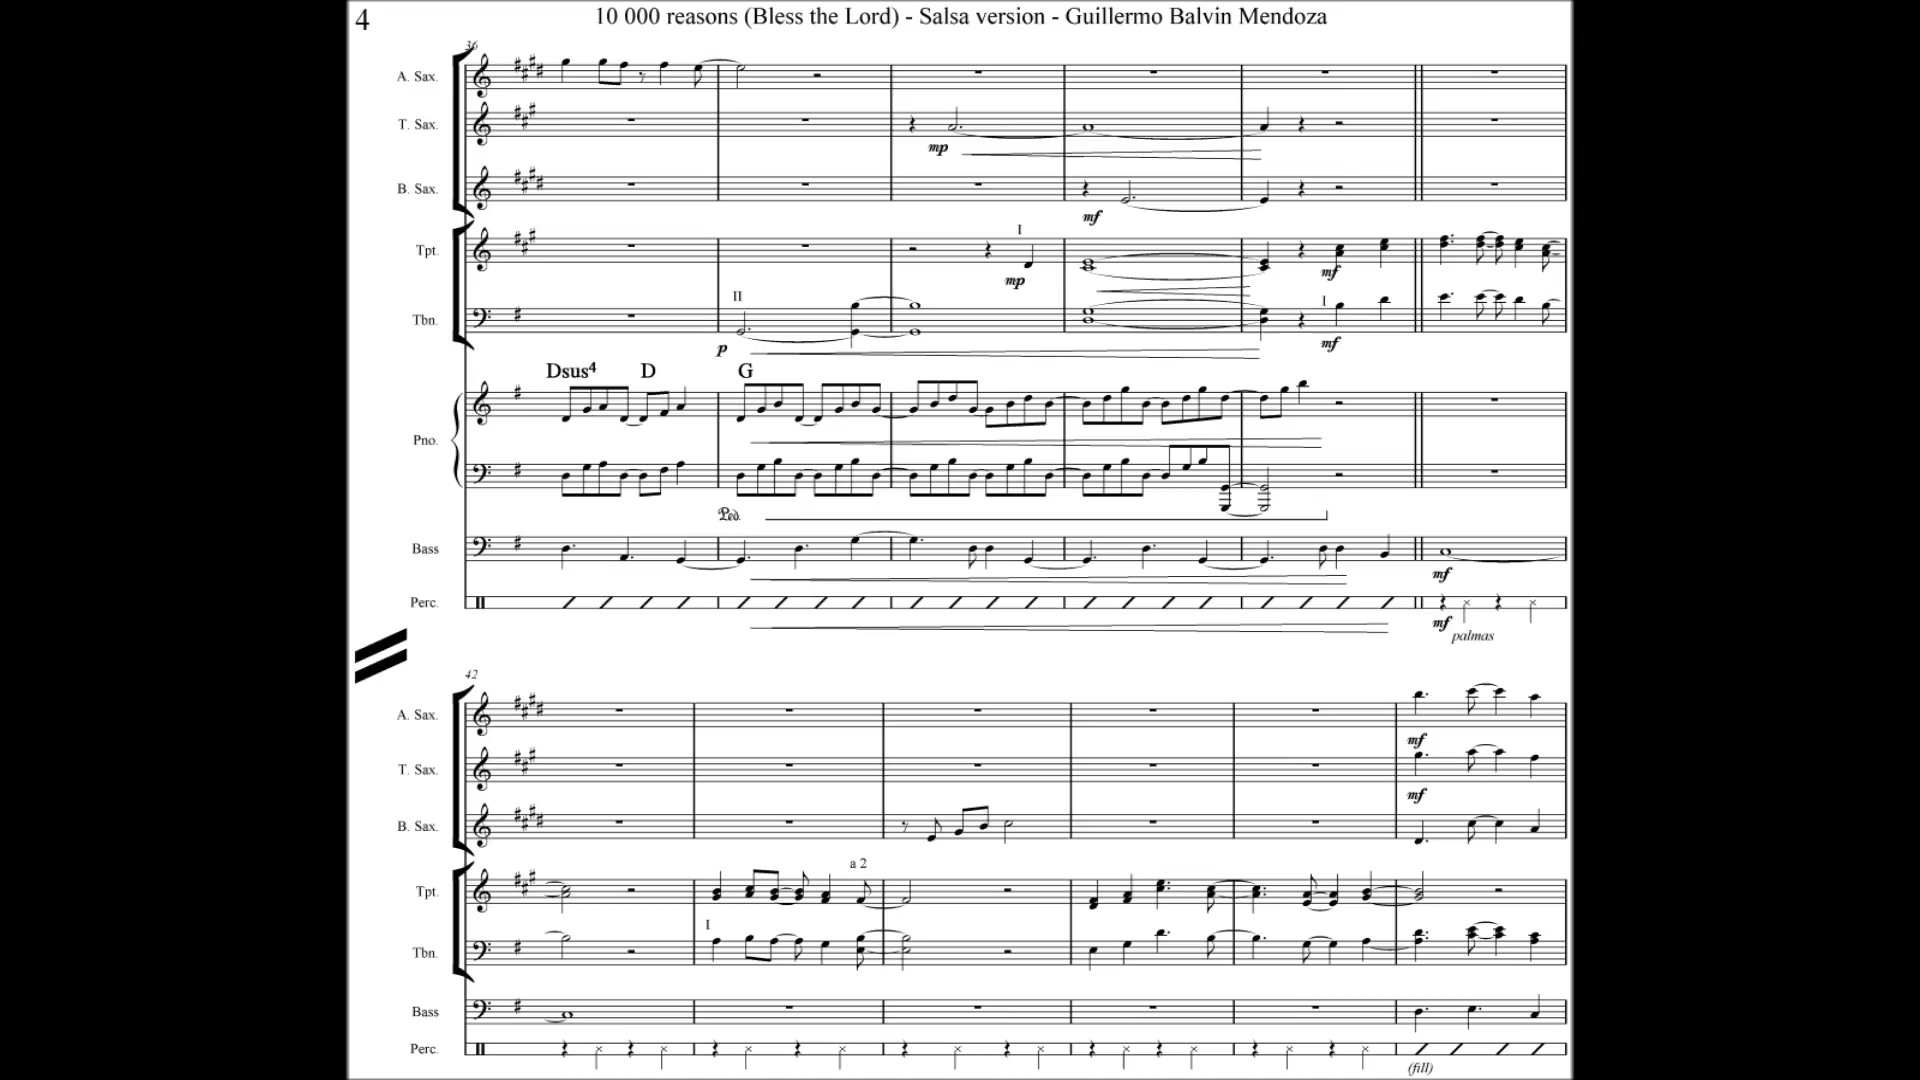 4
10 000 reasons (Bless the Lord) - Salsa version - Guillermo Balvin Mendoza
36
A. Sax.
T. Sax.
mp
B. Sax.
mf
I
Tpt.
mp
mf
II
I
Tbn.
p
mf
Dsus4 D G
Pno.
Ped.
Bass
mf
Perc.
mf
palmas
42
A. Sax.
mf
T. Sax.
mf
B. Sax.
a 2
Tpt.
I
Tbn.
Bass
Perc.
(fill)